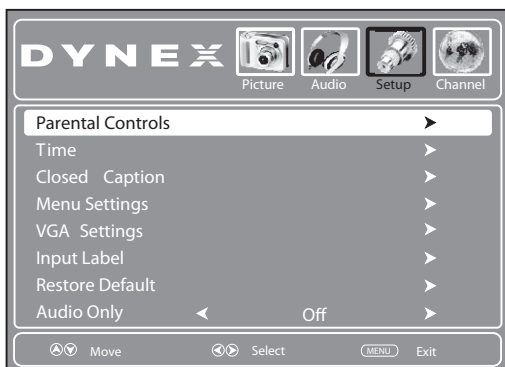 DYNEX
Picture Audio Setup Channel
Parental Controls
Time
Closed Caption
Menu Settings
VGA Settings
Input Label
Restore Default
Audio Only Off
Move Select MENU Exit